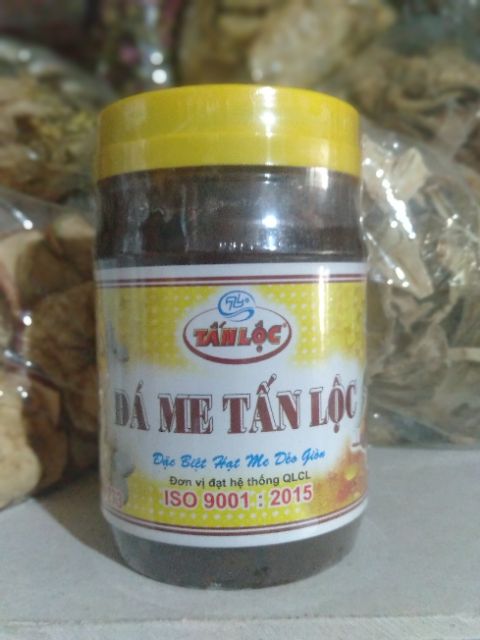 TL
TẤN LỘC
ĐÁ ME TẤN LỘC
Đặc Biệt Hạt Me Dẻo Giòn
Đơn vị đạt hệ thống QLCL
ISO 9001 : 2015